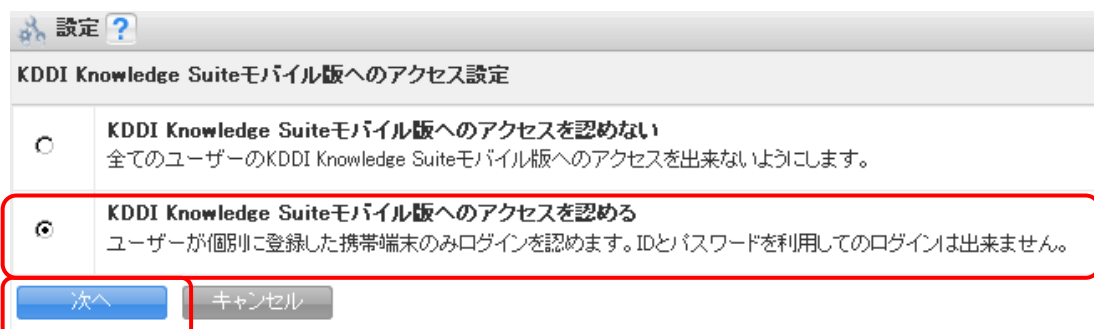 設定 ?
KDDI Knowledge Suiteモバイル版へのアクセス設定
KDDI Knowledge Suiteモバイル版へのアクセスを認めない
全てのユーザーのKDDI Knowledge Suiteモバイル版へのアクセスを出来ないようにします。
KDDI Knowledge Suiteモバイル版へのアクセスを認める
ユーザーが個別に登録した携帯端末のみログインを認めます。IDとパスワードを利用してのログインは出来ません。
次へ キャンセル